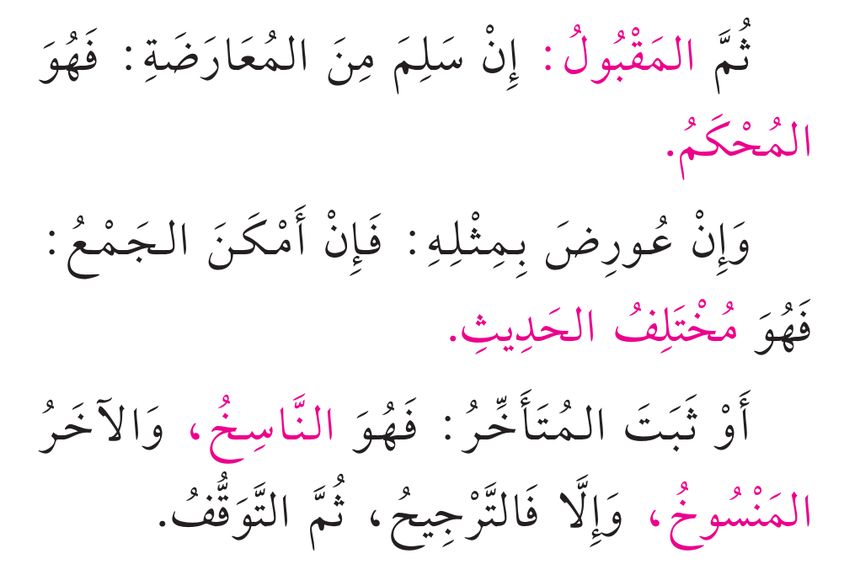 ثُمَّ المَقْبُولُ: إِنْ سَلِمَ مِنَ المُعَارَضَةِ: فَهُوَ
المُحْكَمُ.
وَإِنْ عُورِضَ بِمِثْلِهِ: فَإِنْ أَمْكَنَ الجَمْعُ:
فَهُوَ مُخْتَلِفُ الحَدِيثِ.
أَوْ ثَبَتَ المُتَأَخِّرُ: فَهُوَ النَّاسِخُ، وَالآخَرُ
المَنْسُوخُ، وَإِلَّا فَالتَّرْجِيحُ، ثُمَّ التَّوَقُّفُ.